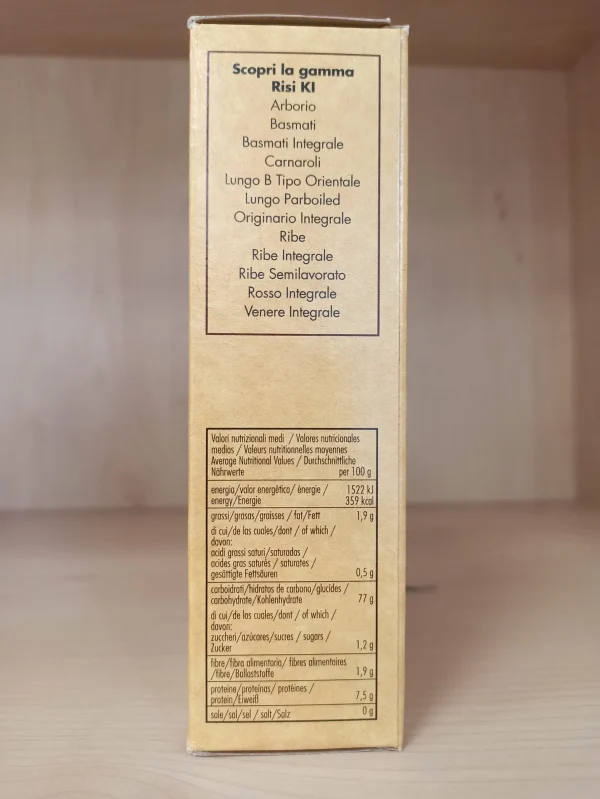 Scopri la gamma
Risi KI
Arborio
Basmati
Basmati Integrale
Carnaroli
Lungo B Tipo Orientale
Lungo Parboiled
Originario Integrale
Ribe
Ribe Integrale
Ribe Semilavorato
Rosso Integrale
Venere Integrale
Valori nutrizionali medi / Valores nutricionales
medios / Valeurs nutritionnelles moyennes
Average Nutritional Values / Durchschnittliche
Nährwerte per 100 g
energia/valor energético/ énergie / 1522 kJ
energy/Energie 359 kcal
grassi/grasas/graisses / fat/Fett 1,9 g
di cui/de las cuales/dont / of which /
davon:
acidi grassi saturi/saturadas /
acides gras saturés / saturates /
gesättigte Fettsäuren 0,5 g
carboidrati/hidratos de carbono/glucides /
carbohydrate/Kohlenhydrate 77 g
di cui/de los cuales/dont / of which /
davon:
zuccheri/azúcares/sucres / sugars /
Zucker 1,2 g
fibre/fibra alimentaria/ fibres alimentaires
/fibre/Ballaststoffe 1,9 g
proteine/proteínas/ protéines /
protein/Eiweiß 7,5 g
sale/sal/sel / salt/Salz 0 g